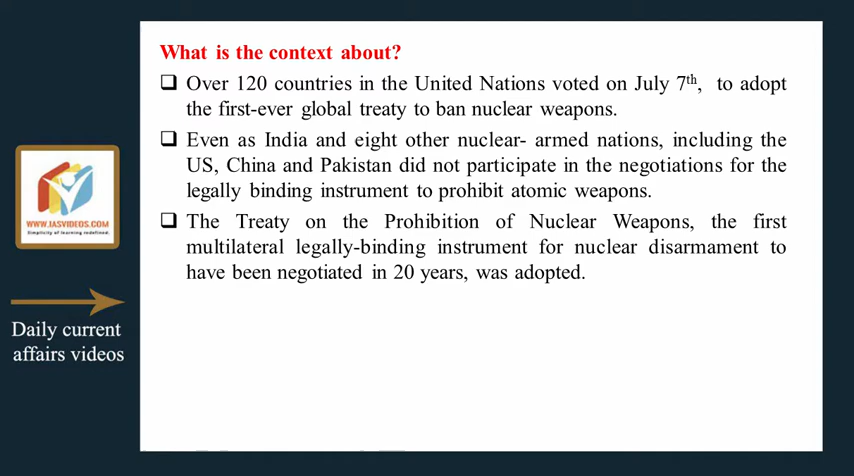 What is the context about?
❑ Over 120 countries in the United Nations voted on July 7th, to adopt
the first-ever global treaty to ban nuclear weapons.
❑ Even as India and eight other nuclear- armed nations, including the
US, China and Pakistan did not participate in the negotiations for the
legally binding instrument to prohibit atomic weapons.
❑ The Treaty on the Prohibition of Nuclear Weapons, the first
multilateral legally-binding instrument for nuclear disarmament to
have been negotiated in 20 years, was adopted.
WWW.IASVIDEOS.COM
Simplicity of learning redefined.
Daily current
affairs videos